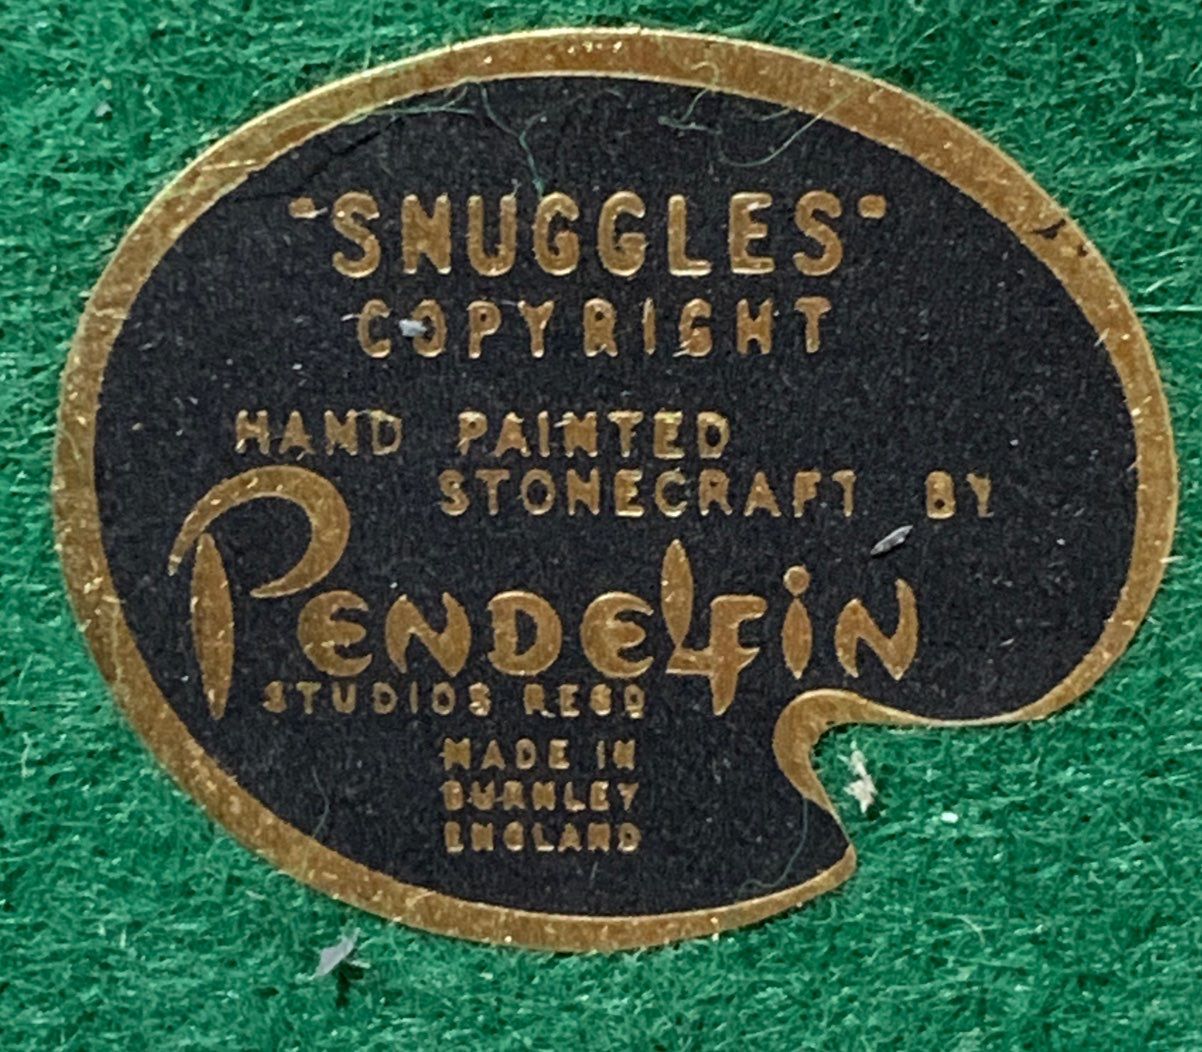 "SNUGGLES"
COPYRIGHT
HAND PAINTED
STONECRAFT BY
PENDELFIN
STUDIOS REGD
MADE IN
BURNLEY
ENGLAND